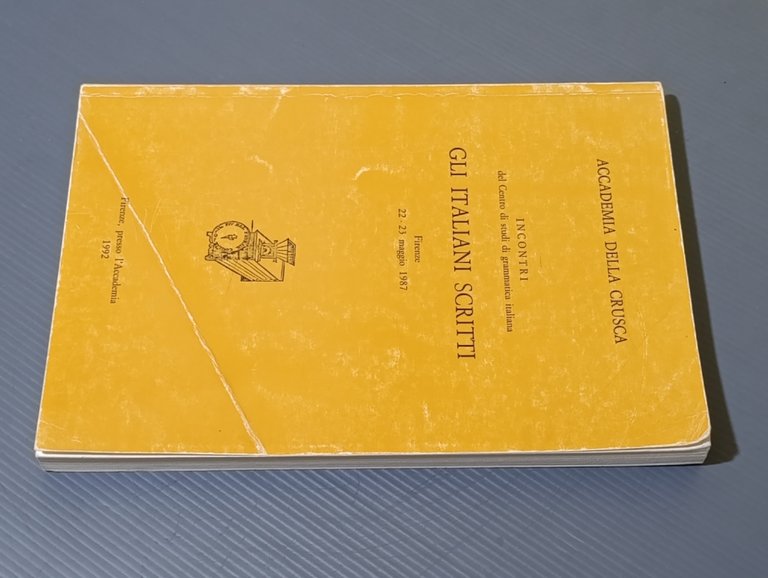 ACCADEMIA DELLA CRUSCA
INCONTRI
del Centro di studi di grammatica italiana
GLI ITALIANI SCRITTI
Firenze
22 - 23 maggio 1987
Firenze, presso l'Accademia
1992